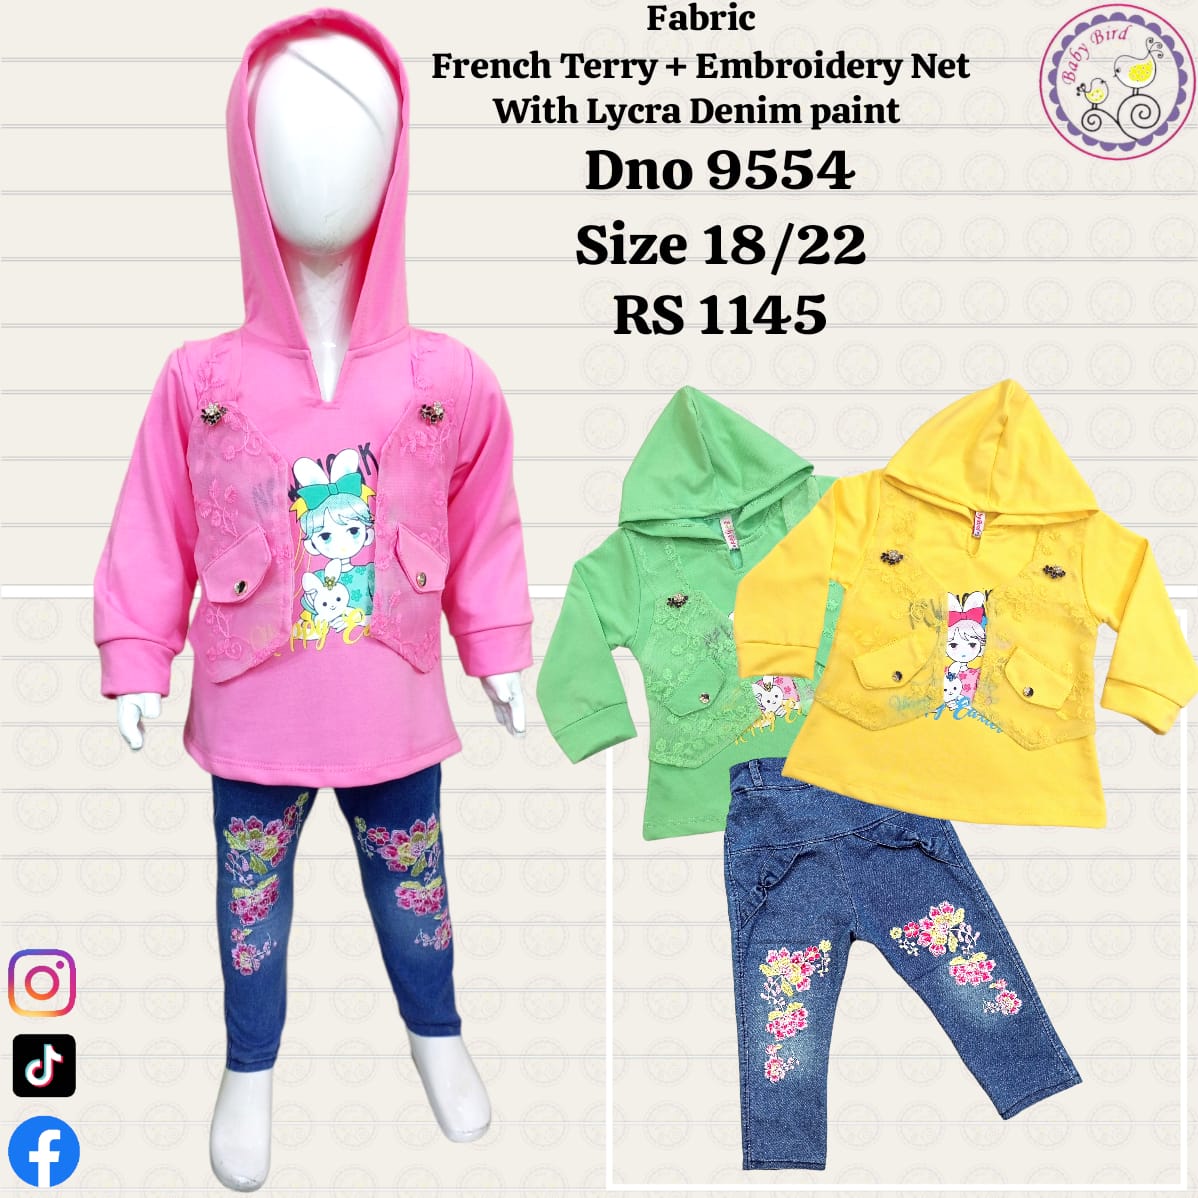 Fabric
French Terry + Embroidery Net
With Lycra Denim paint
Dno 9554
Size 18/22
RS 1145
Baby Bird